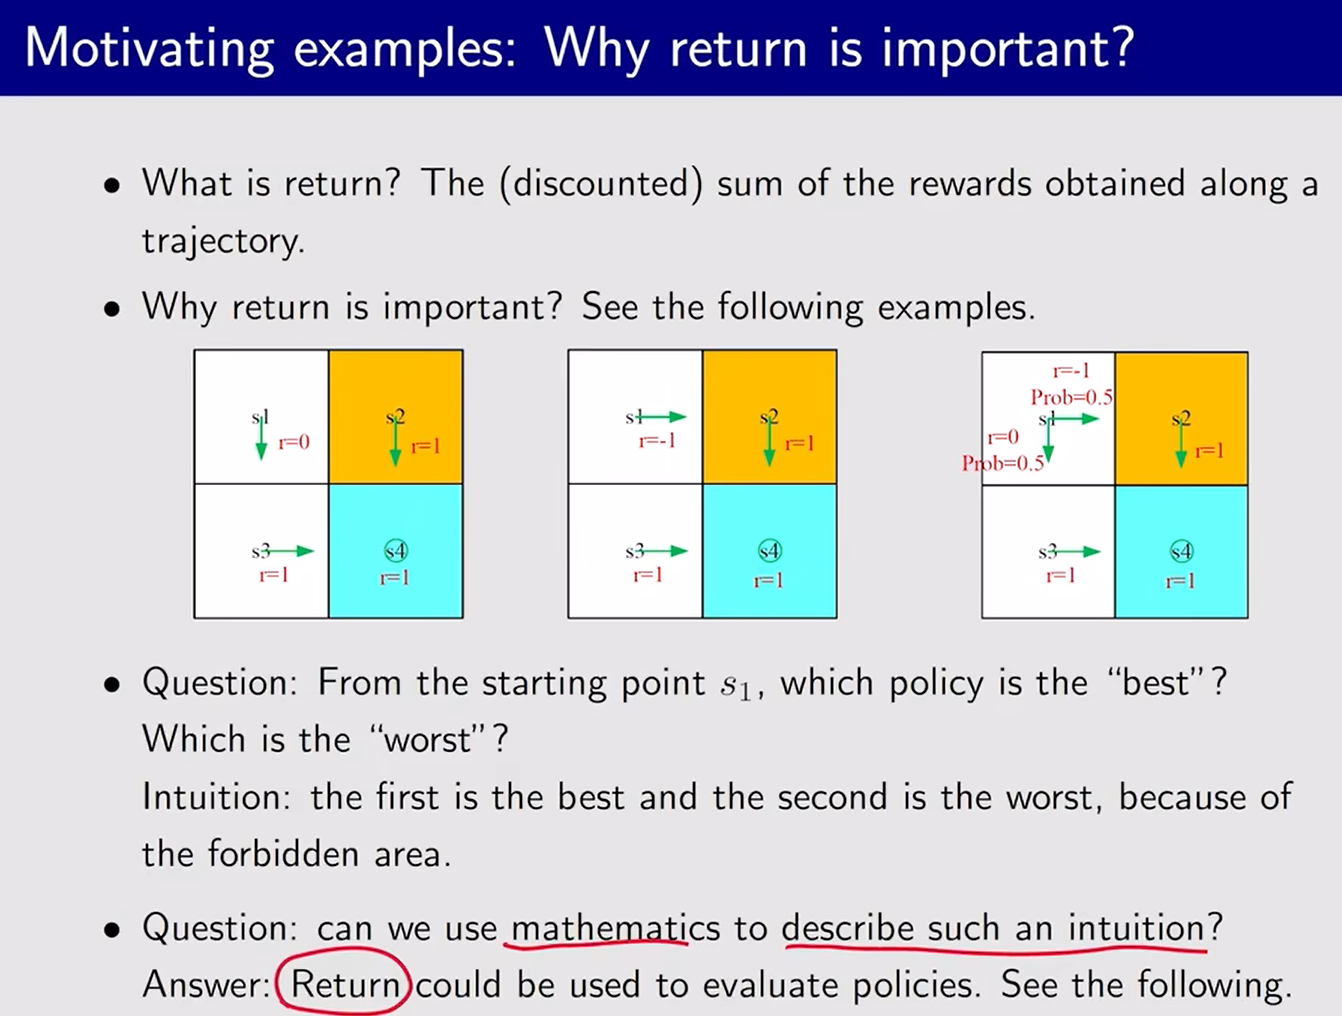 Motivating examples: Why return is important?
• What is return? The (discounted) sum of the rewards obtained along a
trajectory.
• Why return is important? See the following examples.
s1
r=0
s2
r=1
s3
r=1
s4
r=1
s1
r=-1
s2
r=1
s3
r=1
s4
r=1
r=-1
Prob=0.5
s1
r=0
Prob=0.5
s2
r=1
s3
r=1
s4
r=1
• Question: From the starting point s₁, which policy is the “best”?
Which is the “worst”?
Intuition: the first is the best and the second is the worst, because of
the forbidden area.
• Question: can we use mathematics to describe such an intuition?
Answer: Return could be used to evaluate policies. See the following.